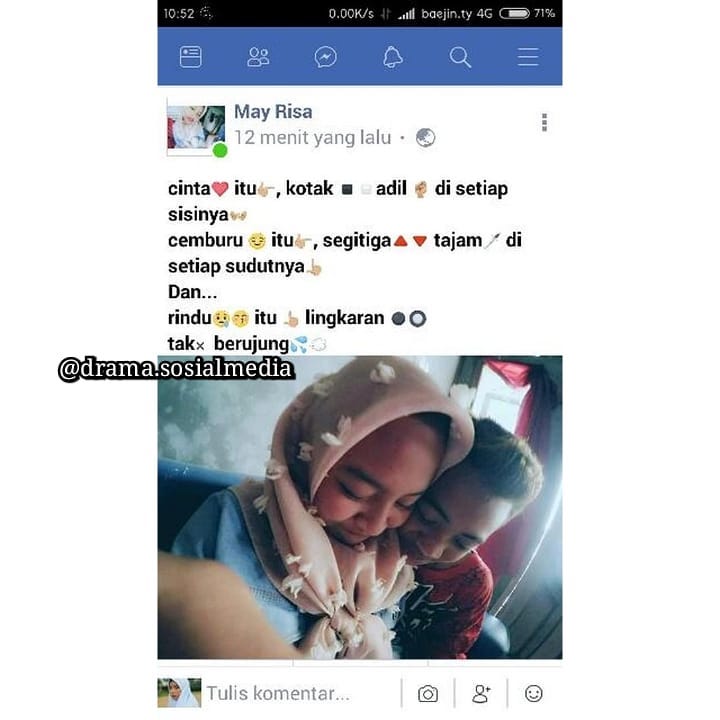 10:52 0.00K/s baejin.ty 4G 71%
May Risa
12 menit yang lalu ·
cinta❤️ itu👉🏼, kotak ◾◽adil ✊🏼 di setiap
sisinya👐🏼
cemburu 😌 itu👉🏼, segitiga🔺🔻 tajam🗡️ di
setiap sudutnya👆🏼
Dan...
rindu😢😚 itu 👆🏼 lingkaran ⚫🔘
tak× berujung💦💨
@drama.sosialmedia
Tulis komentar...